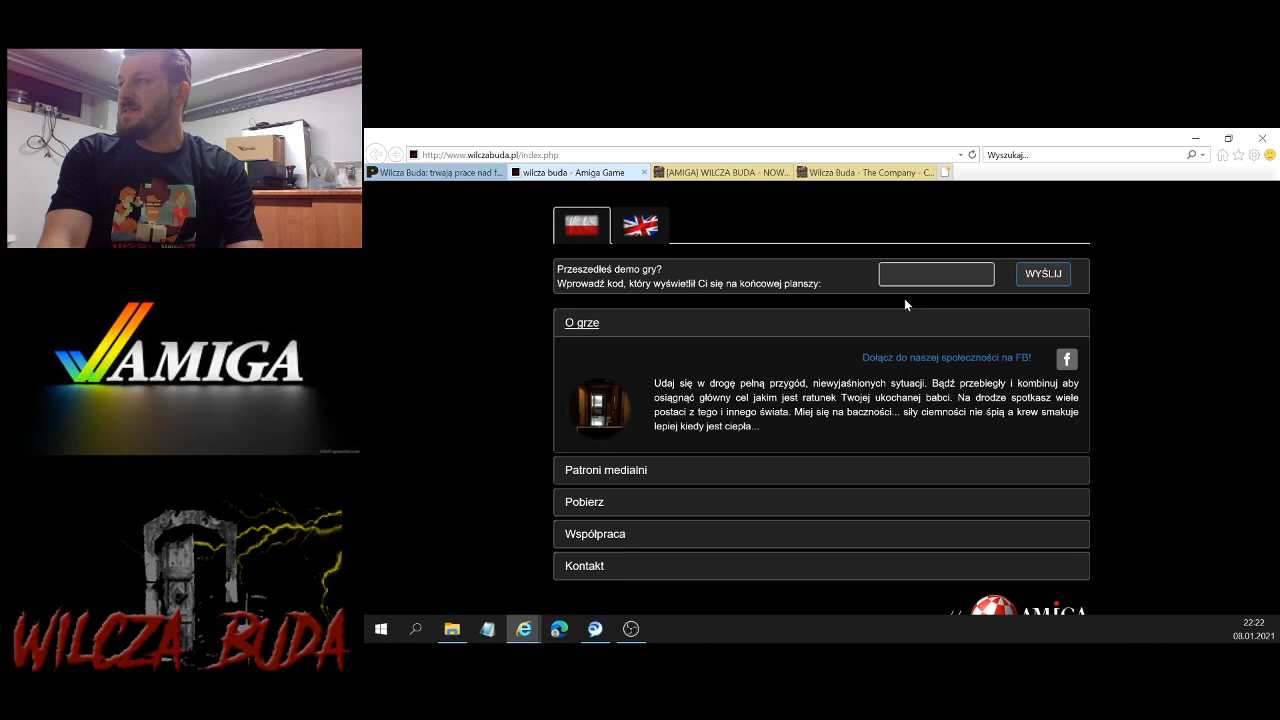 http://www.wilczabuda.pl/index.php
Wyszukaj...
Wilcza Buda: trwają prace nad f...
wilcza buda - Amiga Game
[AMIGA] WILCZA BUDA - NOW...
Wilcza Buda - The Company - C...
Przeszedłeś demo gry?
Wprowadź kod, który wyświetlił Ci się na końcowej planszy:
WYŚLIJ
O grze
Dołącz do naszej społeczności na FB!
Udaj się w drogę pełną przygód, niewyjaśnionych sytuacji. Bądź przebiegły i kombinuj aby
osiągnąć główny cel jakim jest ratunek Twojej ukochanej babci. Na drodze spotkasz wiele
postaci z tego i innego świata. Miej się na baczności... siły ciemności nie śpią a krew smakuje
lepiej kiedy jest ciepła...
Patroni medialni
Pobierz
Współpraca
Kontakt
AMIGA
22:22
08.01.2021
AMIGA
WILCZA BUDA